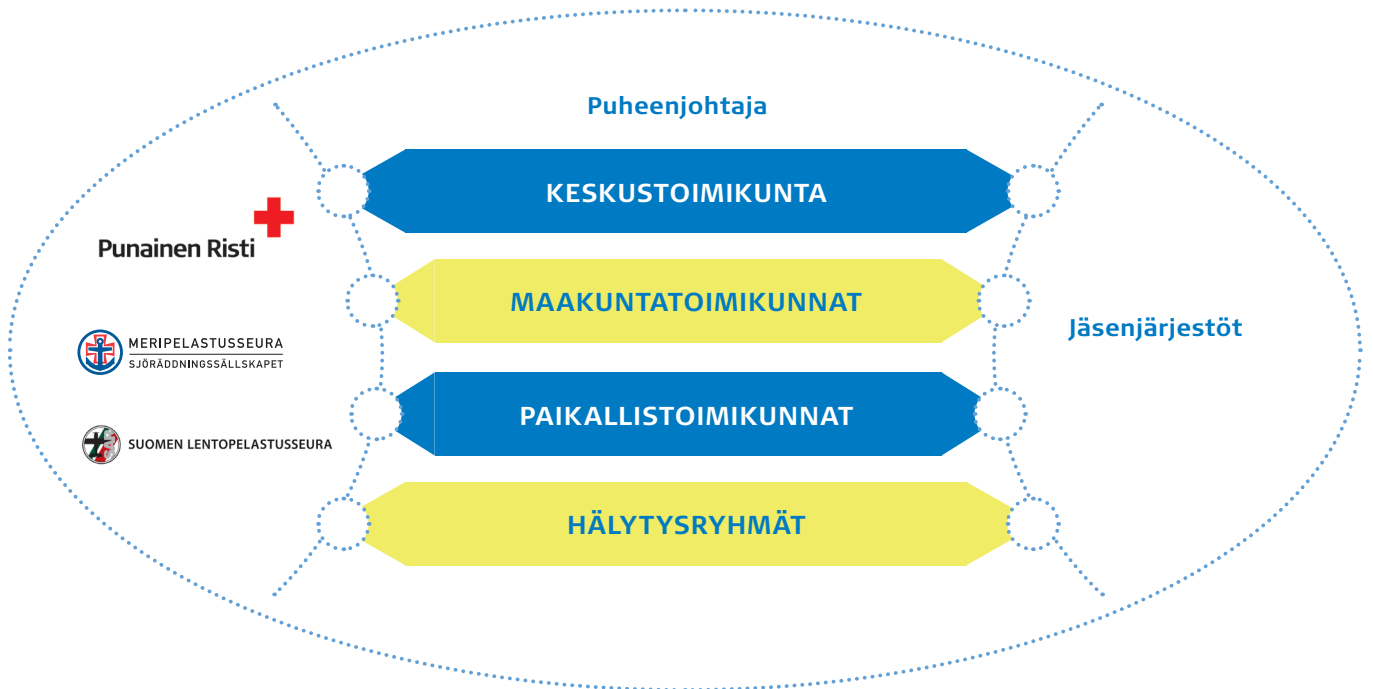 Puheenjohtaja
KESKUSTOIMIKUNTA
Punainen Risti
MAAKUNTATOIMIKUNNAT
MERIPELASTUSSEURA
SJÖRÄDDNINGSSÄLLSKAPET
Jäsenjärjestöt
PAIKALLISTOIMIKUNNAT
SUOMEN LENTOPELASTUSSEURA
HÄLYTYSRYHMÄT